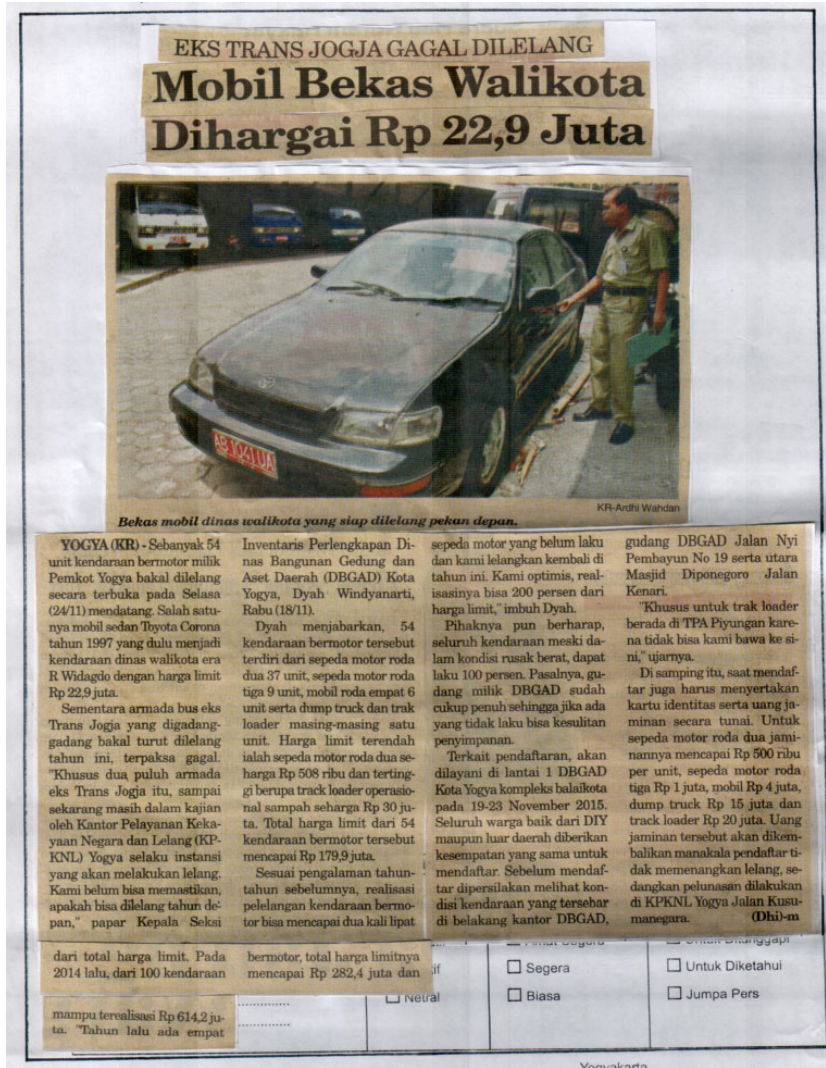 EKS TRANS JOGJA GAGAL DILELANG
Mobil Bekas Walikota
Dihargai Rp 22,9 Juta
AB 1061 UA
KR-Ardhi Wahdan
Bekas mobil dinas walikota yang siap dilelang pekan depan.
YOGYA (KR) - Sebanyak 54
unit kendaraan bermotor milik
Pemkot Yogya bakal dilelang
secara terbuka pada Selasa
(24/11) mendatang. Salah satu-
nya mobil sedan Toyota Corona
tahun 1997 yang dulu menjadi
kendaraan dinas walikota era
R Widagdo dengan harga limit
Rp 22,9 juta.
Sementara armada bus eks
Trans Jogja yang digadang-
gadang bakal turut dilelang
tahun ini, terpaksa gagal.
"Khusus dua puluh armada
eks Trans Jogja itu, sampai
sekarang masih dalam kajian
oleh Kantor Pelayanan Keka-
yaan Negara dan Lelang (KP-
KNL) Yogya selaku instansi
yang akan melakukan lelang.
Kami belum bisa memastikan,
apakah bisa dilelang tahun de-
pan," papar Kepala Seksi
Inventaris Perlengkapan Di-
nas Bangunan Gedung dan
Aset Daerah (DBGAD) Kota
Yogya, Dyah Windyanarti,
Rabu (18/11).
Dyah menjabarkan, 54
kendaraan bermotor tersebut
terdiri dari sepeda motor roda
dua 37 unit, sepeda motor roda
tiga 9 unit, mobil roda empat 6
unit serta dump truck dan trak
loader masing-masing satu
unit. Harga limit terendah
ialah sepeda motor roda dua se-
harga Rp 508 ribu dan terting-
gi berupa track loader operasio-
nal sampah seharga Rp 30 ju-
ta. Total harga limit dari 54
kendaraan bermotor tersebut
mencapai Rp 179,9 juta.
Sesuai pengalaman tahun-
tahun sebelumnya, realisasi
pelelangan kendaraan bermo-
tor bisa mencapai dua kali lipat
dari total harga limit. Pada
2014 lalu, dari 100 kendaraan
bermotor, total harga limitnya
mencapai Rp 282,4 juta dan
mampu terealisasi Rp 614,2 ju-
ta. "Tahun lalu ada empat
sepeda motor yang belum laku
dan kami lelangkan kembali di
tahun ini. Kami optimis, real-
isasinya bisa 200 persen dari
harga limit," imbuh Dyah.
Pihaknya pun berharap,
seluruh kendaraan meski da-
lam kondisi rusak berat, dapat
laku 100 persen. Pasalnya, gu-
dang milik DBGAD sudah
cukup penuh sehingga jika ada
yang tidak laku bisa kesulitan
penyimpanan.
Terkait pendaftaran, akan
dilayani di lantai 1 DBGAD
Kota Yogya kompleks balaikota
pada 19-23 November 2015.
Seluruh warga baik dari DIY
maupun luar daerah diberikan
kesempatan yang sama untuk
mendaftar. Sebelum mendaf-
tar dipersilakan melihat kon-
disi kendaraan yang tersebar
di belakang kantor DBGAD,
gudang DBGAD Jalan Nyi
Pembayun No 19 serta utara
Masjid Diponegoro Jalan
Kenari.
"Khusus untuk trak loader
berada di TPA Piyungan kare-
na tidak bisa kami bawa ke si-
ni," ujarnya.
Di samping itu, saat mendaf-
tar juga harus menyertakan
kartu identitas serta uang ja-
minan secara tunai. Untuk
sepeda motor roda dua jami-
nannya mencapai Rp 500 ribu
per unit, sepeda motor roda
tiga Rp 1 juta, mobil Rp 4 juta,
dump truck Rp 15 juta dan
track loader Rp 20 juta. Uang
jaminan tersebut akan dikem-
balikan manakala pendaftar ti-
dak memenangkan lelang, se-
dangkan pelunasan dilakukan
di KPKNL Yogya Jalan Kusu-
manegara. (Dhi)-m
Untuk Ditanggapi
Segera
Untuk Diketahui
Netral
Biasa
Jumpa Pers
Yogyakarta